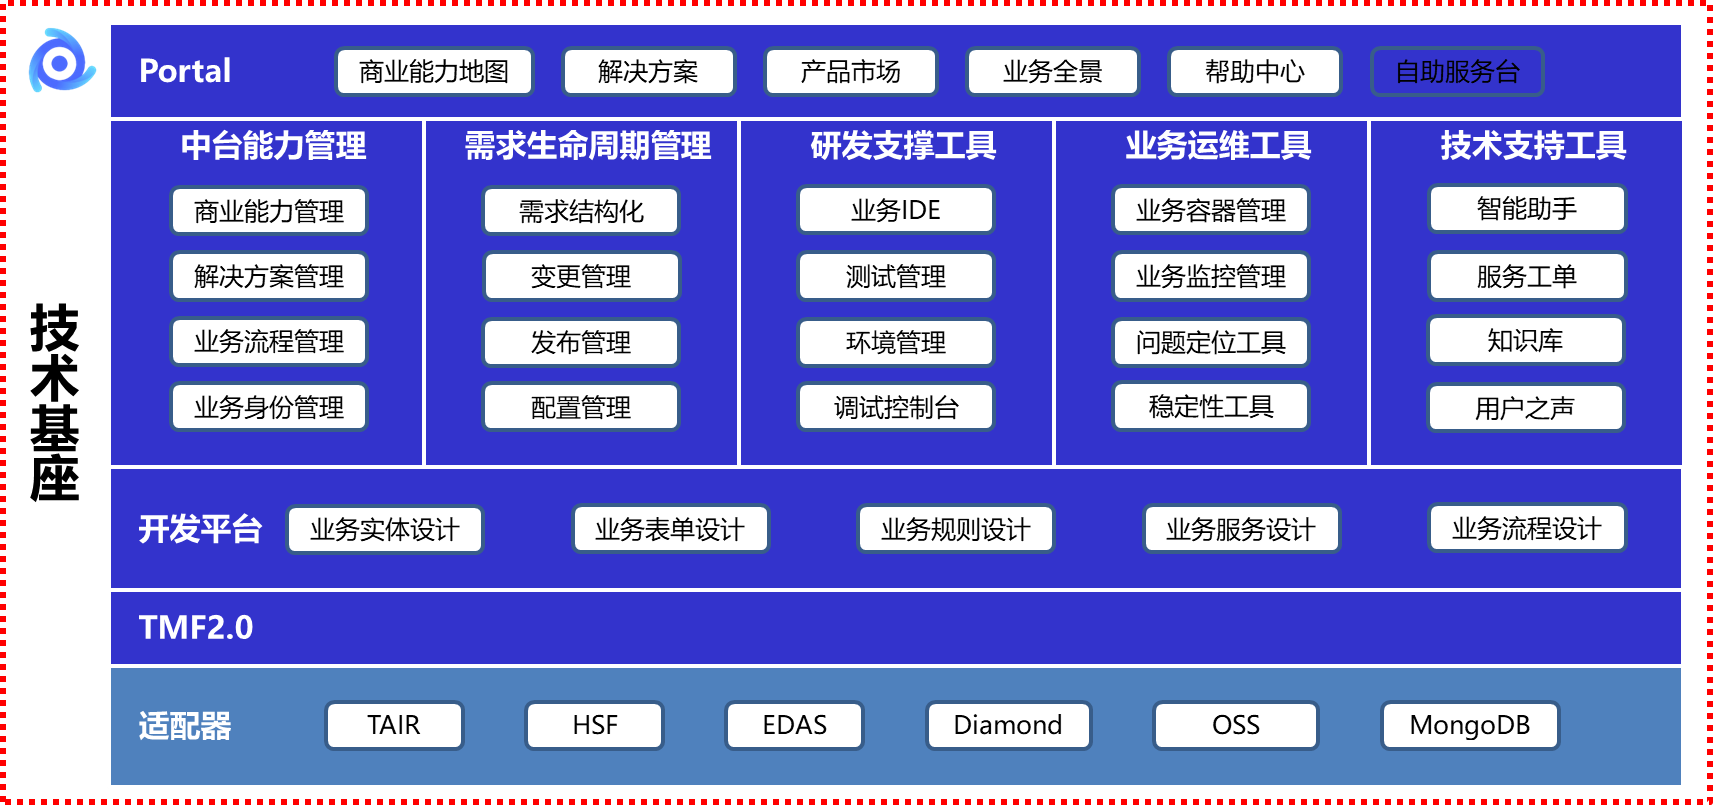 Portal
商业能力地图
解决方案
产品市场
业务全景
帮助中心
自助服务台
技术基座
中台能力管理
商业能力管理
解决方案管理
业务流程管理
业务身份管理
需求生命周期管理
需求结构化
变更管理
发布管理
配置管理
研发支撑工具
业务IDE
测试管理
环境管理
调试控制台
业务运维工具
业务容器管理
业务监控管理
问题定位工具
稳定性工具
技术支持工具
智能助手
服务工单
知识库
用户之声
开发平台
业务实体设计
业务表单设计
业务规则设计
业务服务设计
业务流程设计
TMF2.0
适配器
TAIR
HSF
EDAS
Diamond
OSS
MongoDB